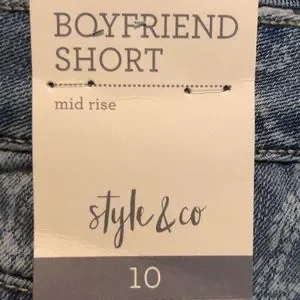 BOYFRIEND
SHORT
mid rise
style & co
10